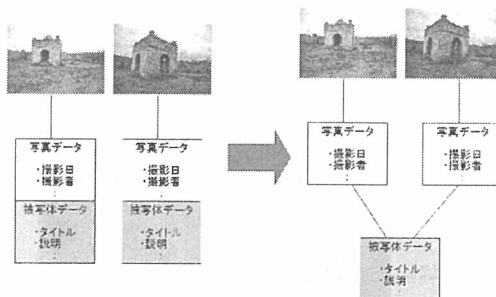 写真データ
・撮影日
・撮影者
:
被写体データ
・タイトル
・説明
:
写真データ
・撮影日
・撮影者
:
被写体データ
・タイトル
・説明
:
写真データ
・撮影日
・撮影者
:
写真データ
・撮影日
・撮影者
:
被写体データ
・タイトル
・説明
: